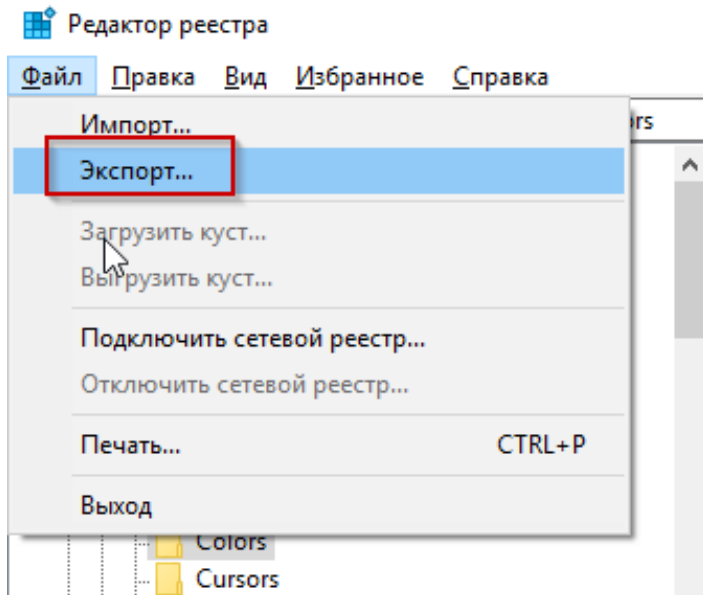 Редактор реестра
Файл Правка Вид Избранное Справка
Импорт...
Экспорт...
Загрузить куст...
Выгрузить куст...
Подключить сетевой реестр...
Отключить сетевой реестр...
Печать... CTRL+P
Выход
Colors
Cursors